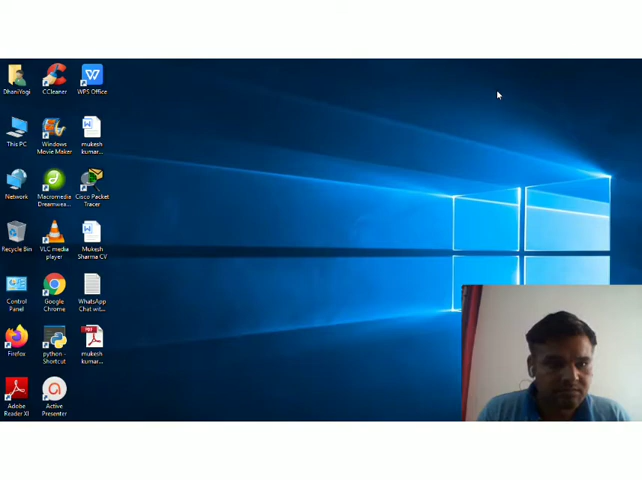 DhaniYogi
CCleaner
WPS Office
This PC
Windows
Movie Maker
mukesh
kumar...
Network
Macromedia
Dreamwea...
Cisco Packet
Tracer
Recycle Bin
VLC media
player
Mukesh
Sharma CV
Control
Panel
Google
Chrome
WhatsApp
Chat wit...
Firefox
python -
Shortcut
mukesh
kumar...
Adobe
Reader XI
Active
Presenter